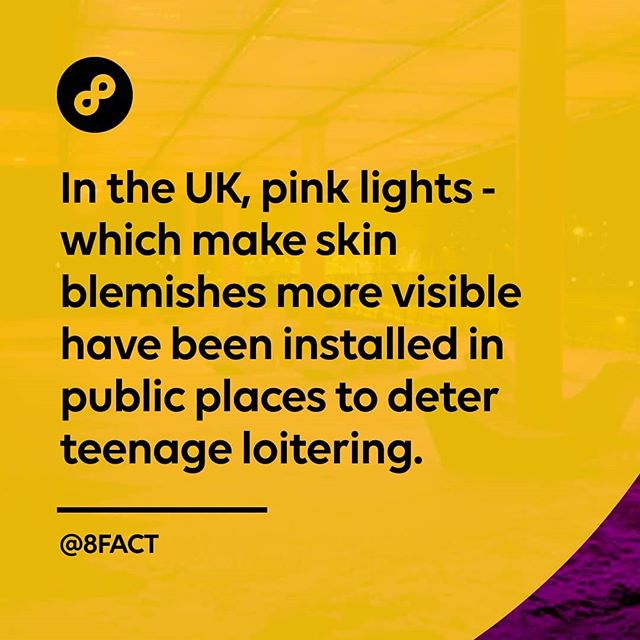 In the UK, pink lights -
which make skin
blemishes more visible
have been installed in
public places to deter
teenage loitering.
@8FACT